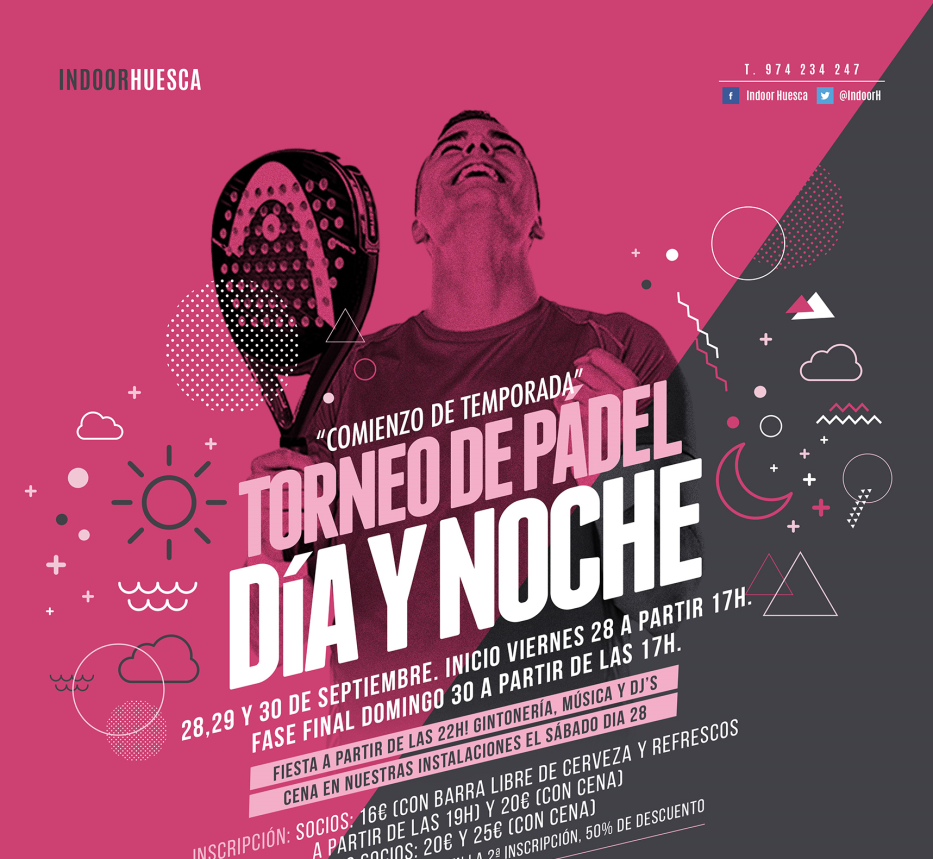 INDOORHUESCA
T. 974 234 247
Indoor Huesca @IndoorH
“COMIENZO DE TEMPORADA”
TORNEO DE PÁDEL
DíA Y NOCHE
28,29 Y 30 DE SEPTIEMBRE. INICIO VIERNES 28 A PARTIR 17H.
FASE FINAL DOMINGO 30 A PARTIR DE LAS 17H.
FIESTA A PARTIR DE LAS 22H! GINTONERÍA, MÚSICA Y DJ’S
CENA EN NUESTRAS INSTALACIONES EL SÁBADO DIA 28
INSCRIPCIÓN: SOCIOS: 16€ (CON BARRA LIBRE DE CERVEZA Y REFRESCOS
A PARTIR DE LAS 19H) Y 20€ (CON CENA)
SOCIOS: 20€ Y 25€ (CON CENA)
LA 2ª INSCRIPCIÓN, 50% DE DESCUENTO